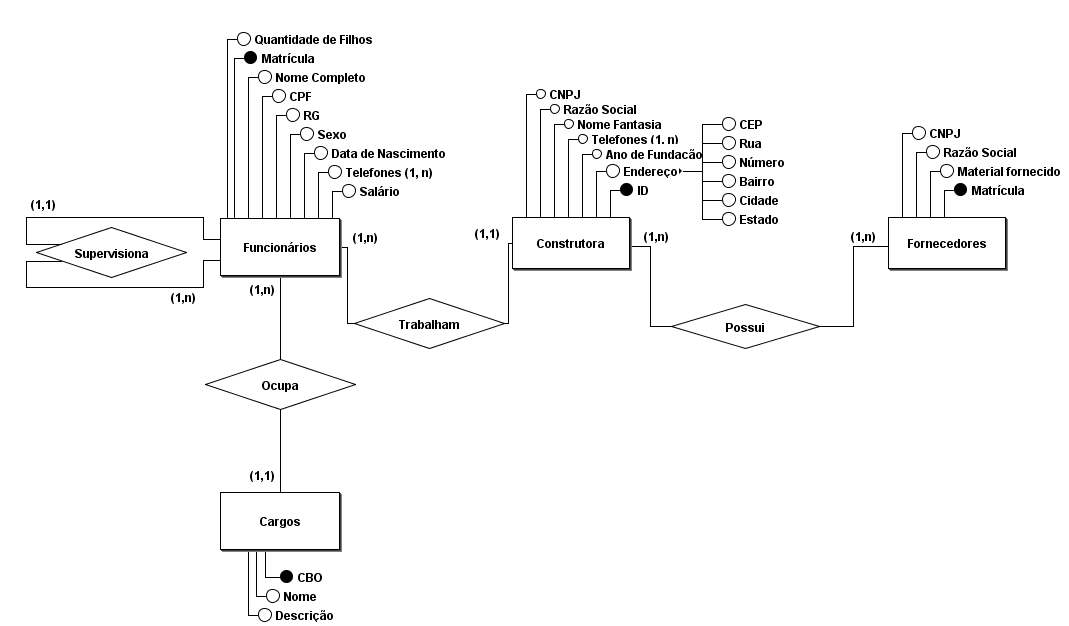 Quantidade de Filhos
Matrícula
Nome Completo
CPF
RG
Sexo
Data de Nascimento
Telefones (1, n)
Salário
CNPJ
Razão Social
Nome Fantasia
Telefones (1, n)
Ano de Fundação
Endereço
ID
CEP
Rua
Número
Bairro
Cidade
Estado
CNPJ
Razão Social
Material fornecido
Matrícula
(1,1)
Supervisiona
(1,n)
Funcionários
(1,n)
(1,n)
Trabalham
(1,1)
Construtora
(1,n)
Possui
(1,n)
Fornecedores
Ocupa
(1,1)
Cargos
CBO
Nome
Descrição